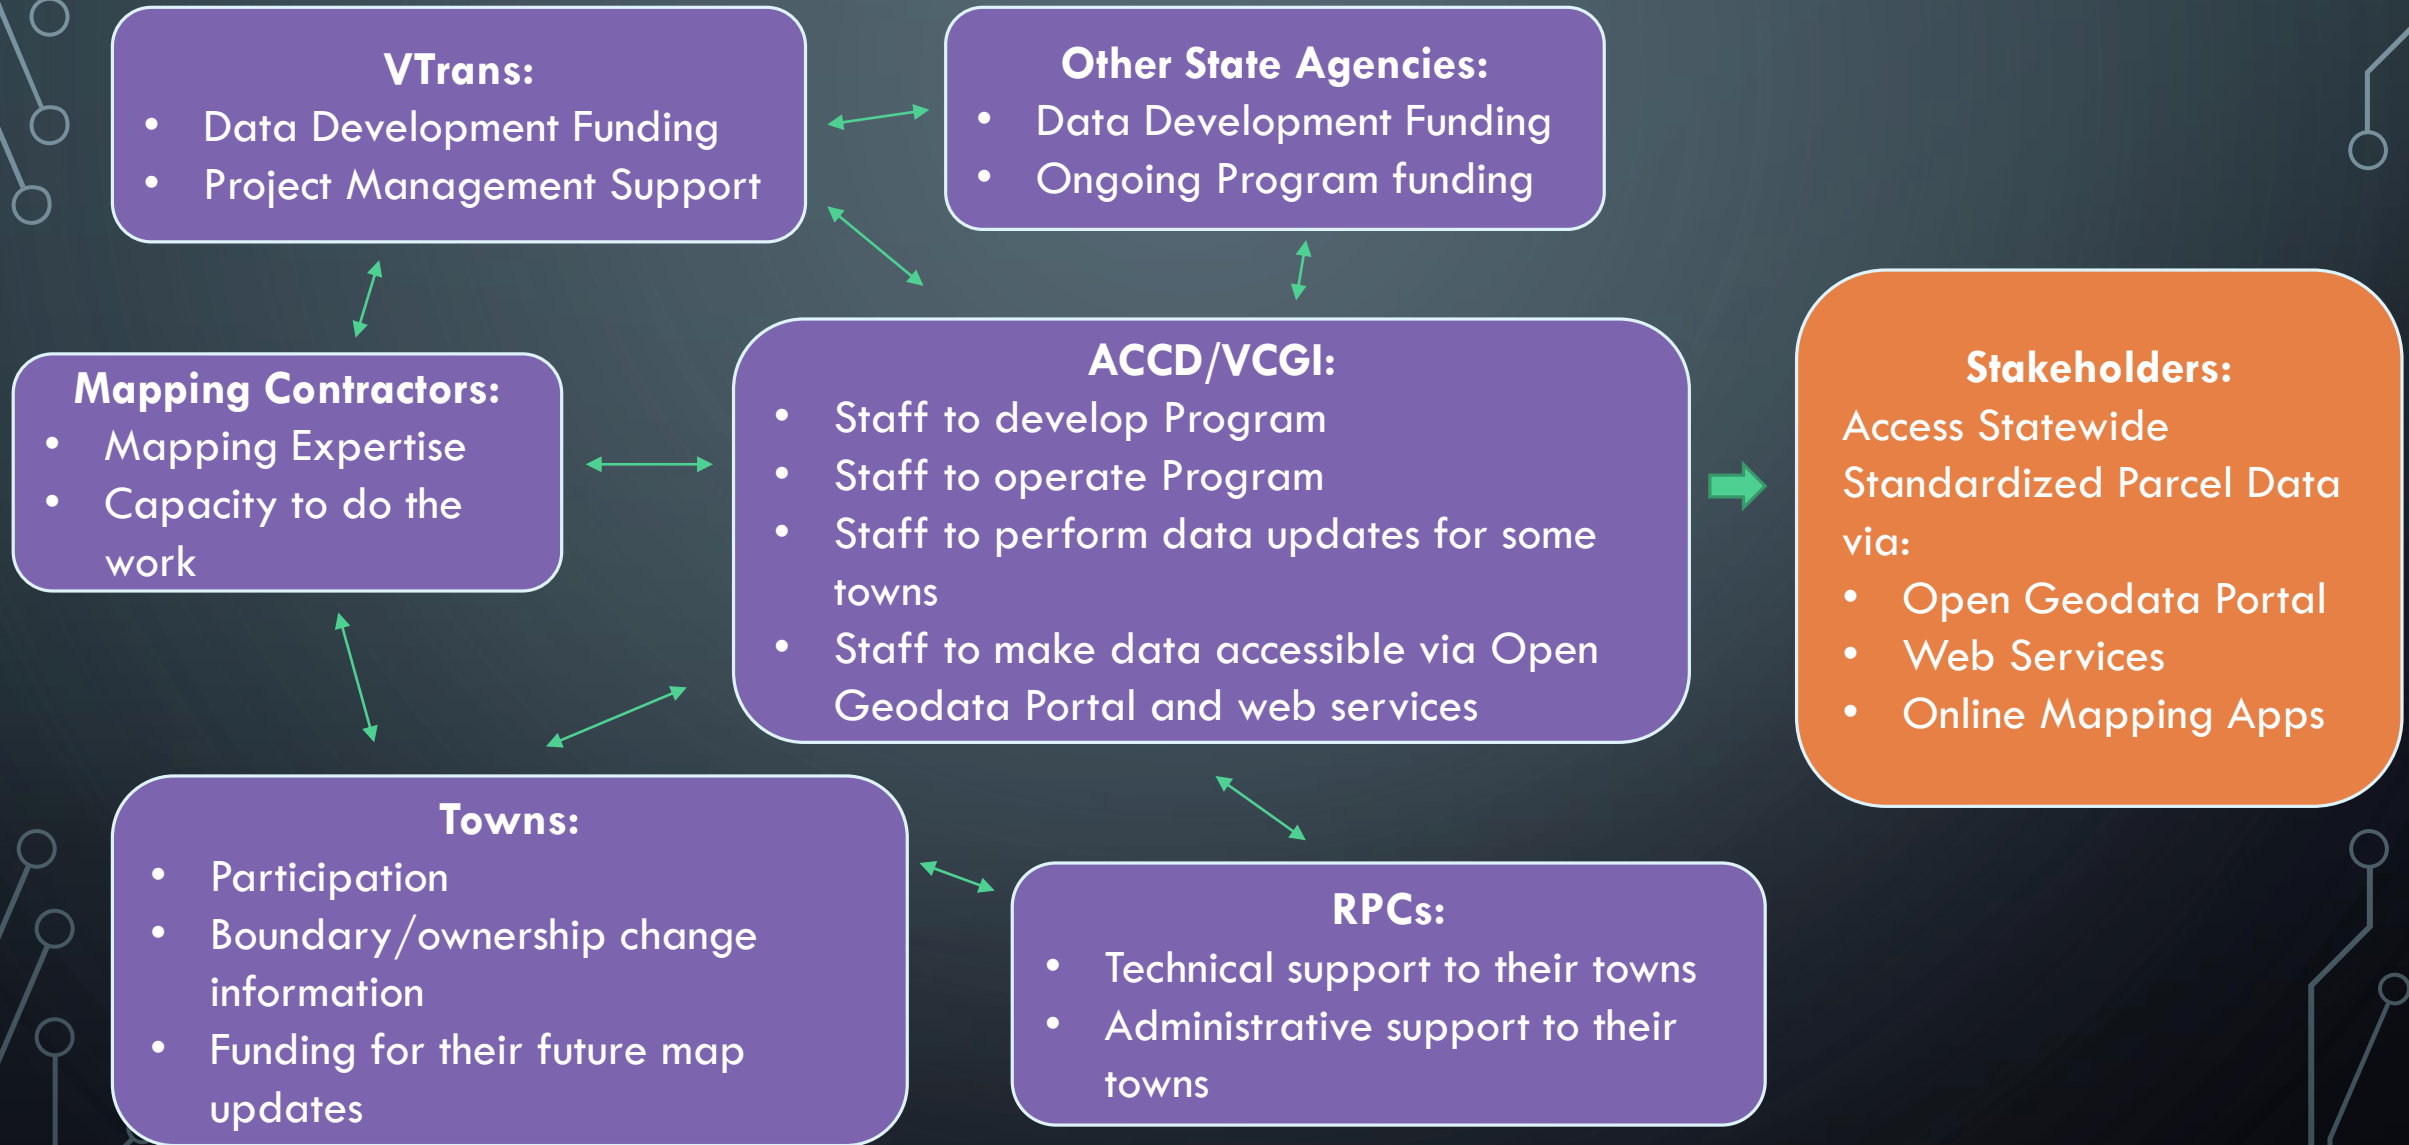 VTrans:
• Data Development Funding
• Project Management Support
Other State Agencies:
• Data Development Funding
• Ongoing Program funding
Mapping Contractors:
• Mapping Expertise
• Capacity to do the
work
ACCD/VCGI:
• Staff to develop Program
• Staff to operate Program
• Staff to perform data updates for some
towns
• Staff to make data accessible via Open
Geodata Portal and web services
Stakeholders:
Access Statewide
Standardized Parcel Data
via:
• Open Geodata Portal
• Web Services
• Online Mapping Apps
Towns:
• Participation
• Boundary/ownership change
information
• Funding for their future map
updates
RPCs:
• Technical support to their towns
• Administrative support to their
towns